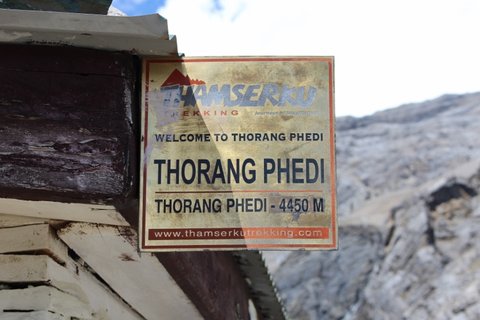 THAMSERKU
TREKKING
WELCOME TO THORANG PHEDI
THORANG PHEDI
THORANG PHEDI - 4450 M
www.thamserkutrekking.com